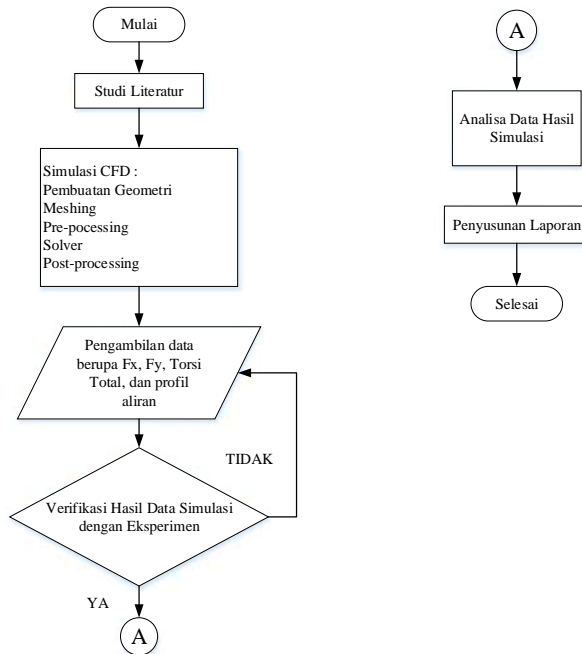 Mulai
Studi Literatur
Simulasi CFD :
Pembuatan Geometri
Meshing
Pre-pocessing
Solver
Post-processing
Pengambilan data
berupa Fx, Fy, Torsi
Total, dan profil
aliran
TIDAK
Verifikasi Hasil Data Simulasi
dengan Eksperimen
YA
A
A
Analisa Data Hasil
Simulasi
Penyusunan Laporan
Selesai